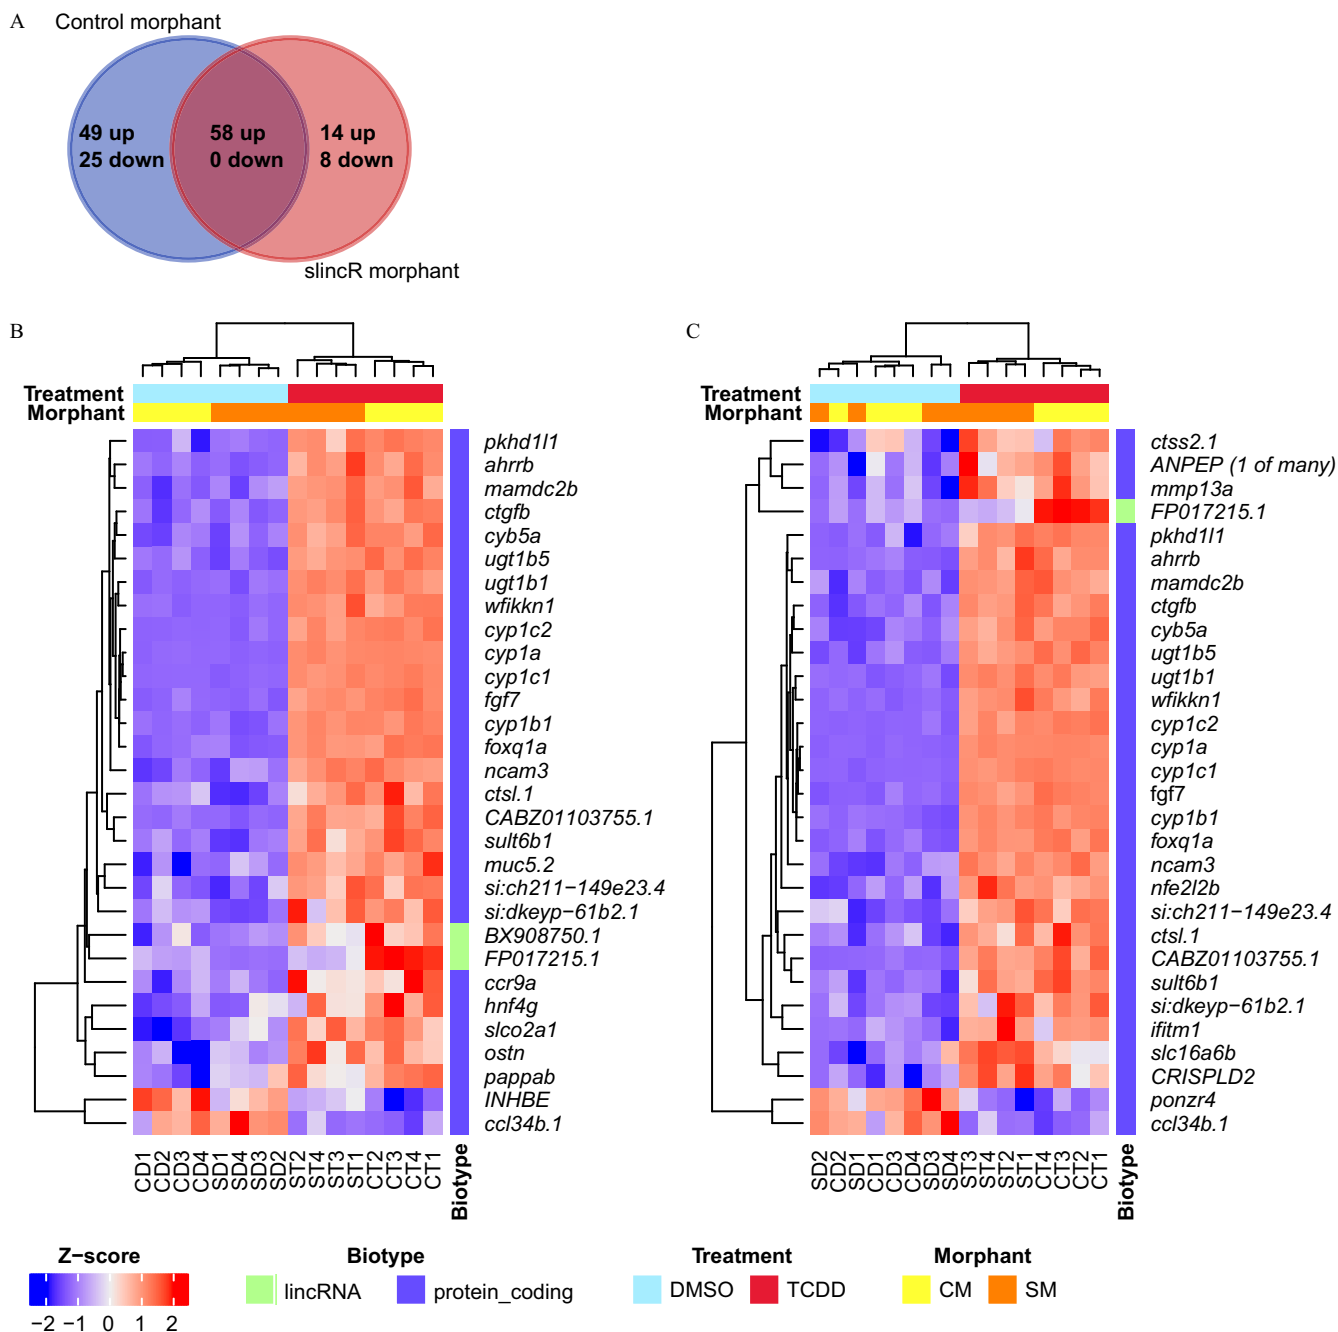 A
Control morphant
49 up
25 down
58 up
0 down
14 up
8 down
slincR morphant
B
Treatment
Morphant
pkhd1l1
ahrrb
mamdc2b
ctgfb
cyb5a
ugt1b5
ugt1b1
wfikkn1
cyp1c2
cyp1a
cyp1c1
fgf7
cyp1b1
foxq1a
ncam3
ctsl.1
CABZ01103755.1
sult6b1
muc5.2
si:ch211−149e23.4
si:dkeyp−61b2.1
BX908750.1
FP017215.1
ccr9a
hnf4g
slco2a1
ostn
pappab
INHBE
ccl34b.1
CD1
CD2
CD3
CD4
SD1
SD4
SD3
SD2
ST2
ST4
ST3
ST1
CT2
CT3
CT4
CT1
Biotype
C
Treatment
Morphant
ctss2.1
ANPEP (1 of many)
mmp13a
FP017215.1
pkhd1l1
ahrrb
mamdc2b
ctgfb
cyb5a
ugt1b5
ugt1b1
wfikkn1
cyp1c2
cyp1a
cyp1c1
fgf7
cyp1b1
foxq1a
ncam3
nfe2l2b
si:ch211−149e23.4
ctsl.1
CABZ01103755.1
sult6b1
si:dkeyp−61b2.1
ifitm1
slc16a6b
CRISPLD2
ponzr4
ccl34b.1
SD2
CD2
SD1
CD1
CD3
CD4
SD3
SD4
ST3
ST4
ST2
ST1
CT4
CT3
CT2
CT1
Biotype
Z−score
−2 −1 0 1 2
Biotype
lincRNA
protein_coding
Treatment
DMSO
TCDD
Morphant
CM
SM